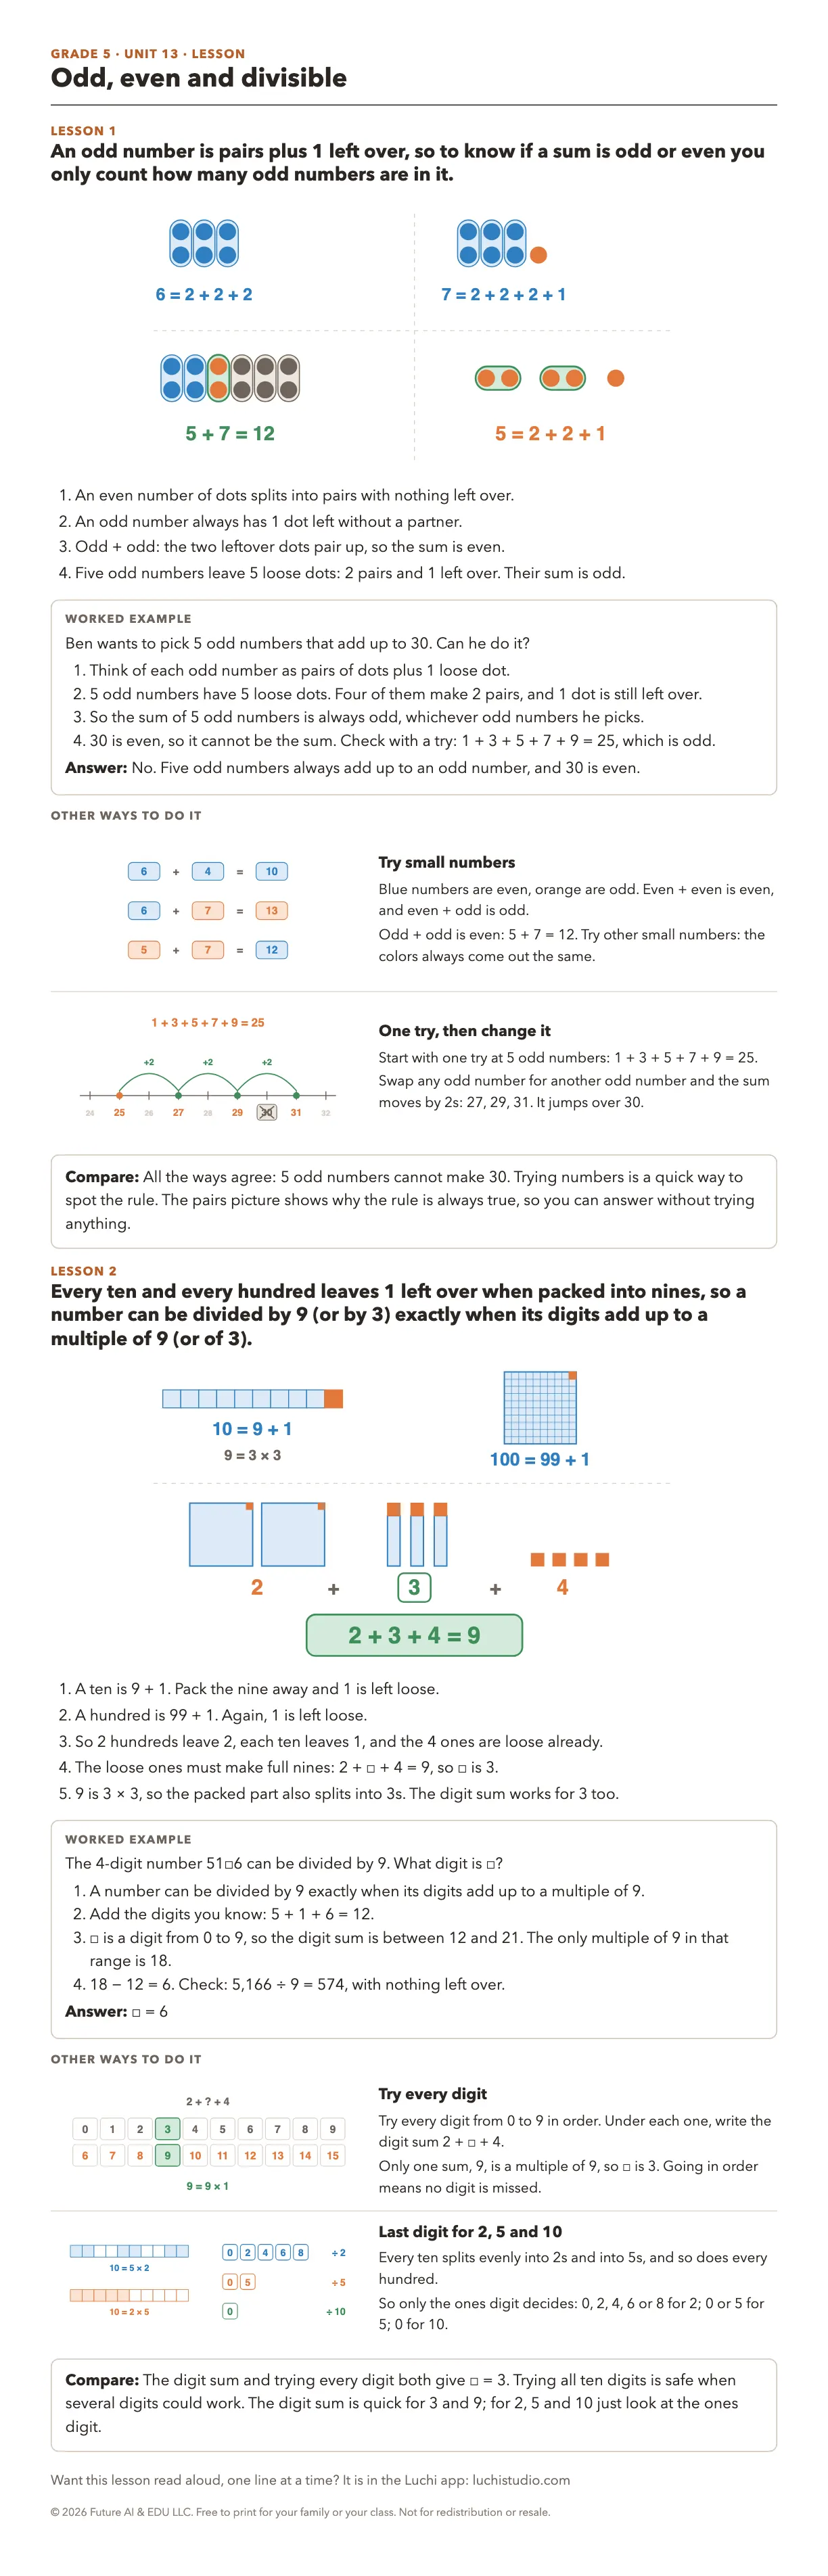 GRADE 5 · UNIT 13 · LESSON
Odd, even and divisible
LESSON 1
An odd number is pairs plus 1 left over, so to know if a sum is odd or even you
only count how many odd numbers are in it.
6 = 2 + 2 + 2
7 = 2 + 2 + 2 + 1
5 + 7 = 12
5 = 2 + 2 + 1
1. An even number of dots splits into pairs with nothing left over.
2. An odd number always has 1 dot left without a partner.
3. Odd + odd: the two leftover dots pair up, so the sum is even.
4. Five odd numbers leave 5 loose dots: 2 pairs and 1 left over. Their sum is odd.
WORKED EXAMPLE
Ben wants to pick 5 odd numbers that add up to 30. Can he do it?
1. Think of each odd number as pairs of dots plus 1 loose dot.
2. 5 odd numbers have 5 loose dots. Four of them make 2 pairs, and 1 dot is still left over.
3. So the sum of 5 odd numbers is always odd, whichever odd numbers he picks.
4. 30 is even, so it cannot be the sum. Check with a try: 1 + 3 + 5 + 7 + 9 = 25, which is odd.
Answer: No. Five odd numbers always add up to an odd number, and 30 is even.
OTHER WAYS TO DO IT
6 + 4 = 10
6 + 7 = 13
5 + 7 = 12
Try small numbers
Blue numbers are even, orange are odd. Even + even is even,
and even + odd is odd.
Odd + odd is even: 5 + 7 = 12. Try other small numbers: the
colors always come out the same.
1 + 3 + 5 + 7 + 9 = 25
+2 +2 +2
24 25 26 27 28 29 30 31 32
One try, then change it
Start with one try at 5 odd numbers: 1 + 3 + 5 + 7 + 9 = 25.
Swap any odd number for another odd number and the sum
moves by 2s: 27, 29, 31. It jumps over 30.
Compare: All the ways agree: 5 odd numbers cannot make 30. Trying numbers is a quick way to
spot the rule. The pairs picture shows why the rule is always true, so you can answer without trying
anything.
LESSON 2
Every ten and every hundred leaves 1 left over when packed into nines, so a
number can be divided by 9 (or by 3) exactly when its digits add up to a
multiple of 9 (or of 3).
10 = 9 + 1
9 = 3 × 3
100 = 99 + 1
2 + 3 + 4
2 + 3 + 4 = 9
1. A ten is 9 + 1. Pack the nine away and 1 is left loose.
2. A hundred is 99 + 1. Again, 1 is left loose.
3. So 2 hundreds leave 2, each ten leaves 1, and the 4 ones are loose already.
4. The loose ones must make full nines: 2 + □ + 4 = 9, so □ is 3.
5. 9 is 3 × 3, so the packed part also splits into 3s. The digit sum works for 3 too.
WORKED EXAMPLE
The 4-digit number 51□6 can be divided by 9. What digit is □?
1. A number can be divided by 9 exactly when its digits add up to a multiple of 9.
2. Add the digits you know: 5 + 1 + 6 = 12.
3. □ is a digit from 0 to 9, so the digit sum is between 12 and 21. The only multiple of 9 in that
range is 18.
4. 18 − 12 = 6. Check: 5,166 ÷ 9 = 574, with nothing left over.
Answer: □ = 6
OTHER WAYS TO DO IT
2 + ? + 4
0 1 2 3 4 5 6 7 8 9
6 7 8 9 10 11 12 13 14 15
9 = 9 × 1
Try every digit
Try every digit from 0 to 9 in order. Under each one, write the
digit sum 2 + □ + 4.
Only one sum, 9, is a multiple of 9, so □ is 3. Going in order
means no digit is missed.
10 = 5 × 2
10 = 2 × 5
0 2 4 6 8 ÷ 2
0 5 ÷ 5
0 ÷ 10
Last digit for 2, 5 and 10
Every ten splits evenly into 2s and into 5s, and so does every
hundred.
So only the ones digit decides: 0, 2, 4, 6 or 8 for 2; 0 or 5 for
5; 0 for 10.
Compare: The digit sum and trying every digit both give □ = 3. Trying all ten digits is safe when
several digits could work. The digit sum is quick for 3 and 9; for 2, 5 and 10 just look at the ones
digit.
Want this lesson read aloud, one line at a time? It is in the Luchi app: luchistudio.com
© 2026 Future AI & EDU LLC. Free to print for your family or your class. Not for redistribution or resale.